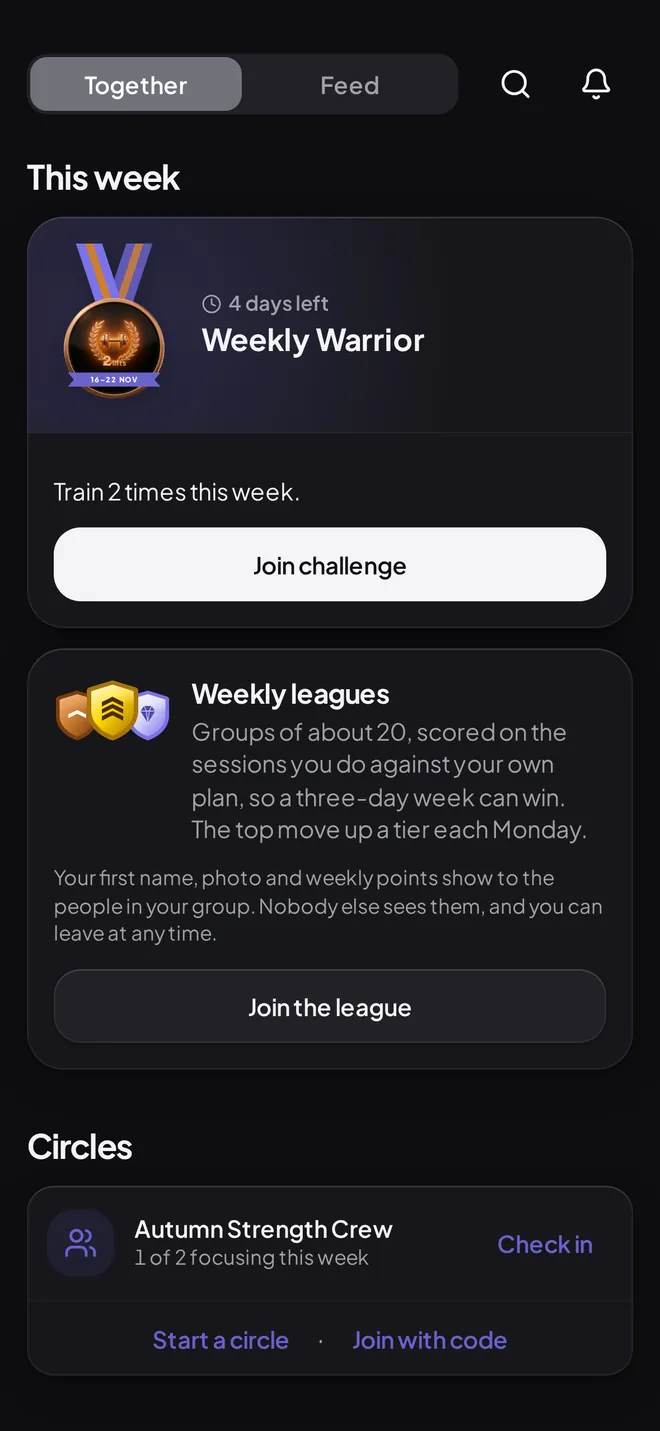 Together
Feed
This week
4 days left
Weekly Warrior
16–22 NOV
Train 2 times this week.
Join challenge
Weekly leagues
Groups of about 20, scored on the
sessions you do against your own
plan, so a three-day week can win.
The top move up a tier each Monday.
Your first name, photo and weekly points show to the
people in your group. Nobody else sees them, and you can
leave at any time.
Join the league
Circles
Autumn Strength Crew
1 of 2 focusing this week
Check in
Start a circle · Join with code